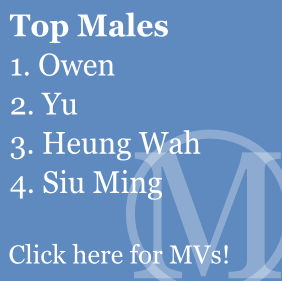 Top Males
1. Owen
2. Yu
3. Heung Wah
4. Siu Ming
M
Click here for MVs!